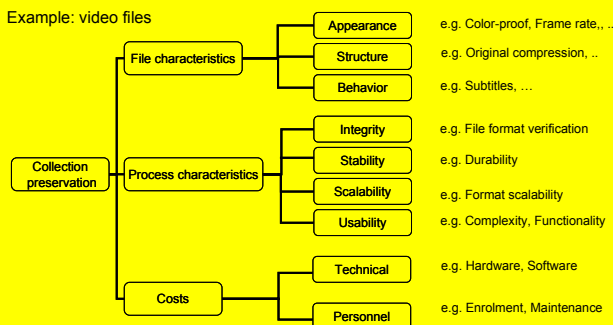 Example: video files
Appearance e.g. Color-proof, Frame rate,, ..
File characteristics Structure e.g. Original compression, ..
Behavior e.g. Subtitles, …
Integrity e.g. File format verification
Collection
preservation
Process characteristics
Stability e.g. Durability
Scalability e.g. Format scalability
Usability e.g. Complexity, Functionality
Technical e.g. Hardware, Software
Costs
Personnel e.g. Enrolment, Maintenance